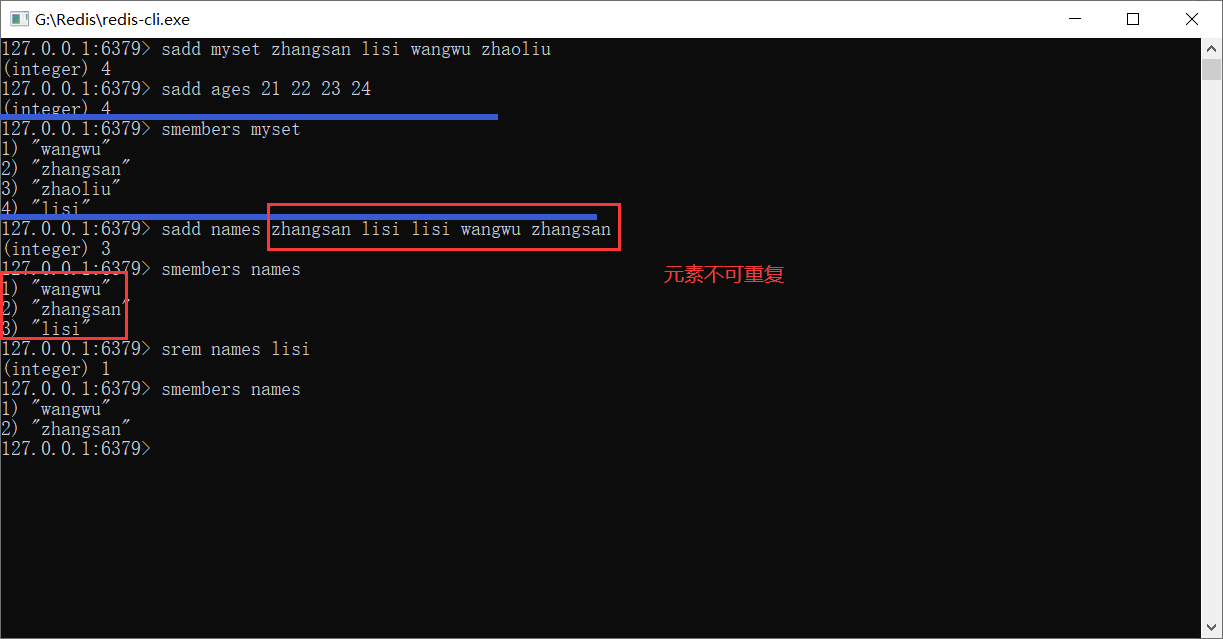 G:\Redis\redis-cli.exe
127.0.0.1:6379> sadd myset zhangsan lisi wangwu zhaoliu
(integer) 4
127.0.0.1:6379> sadd ages 21 22 23 24
(integer) 4
127.0.0.1:6379> smembers myset
1) "wangwu"
2) "zhangsan"
3) "zhaoliu"
4) "lisi"
127.0.0.1:6379> sadd names zhangsan lisi lisi wangwu zhangsan
(integer) 3
127.0.0.1:6379> smembers names
元素不可重复
1) "wangwu"
2) "zhangsan"
3) "lisi"
127.0.0.1:6379> srem names lisi
(integer) 1
127.0.0.1:6379> smembers names
1) "wangwu"
2) "zhangsan"
127.0.0.1:6379>